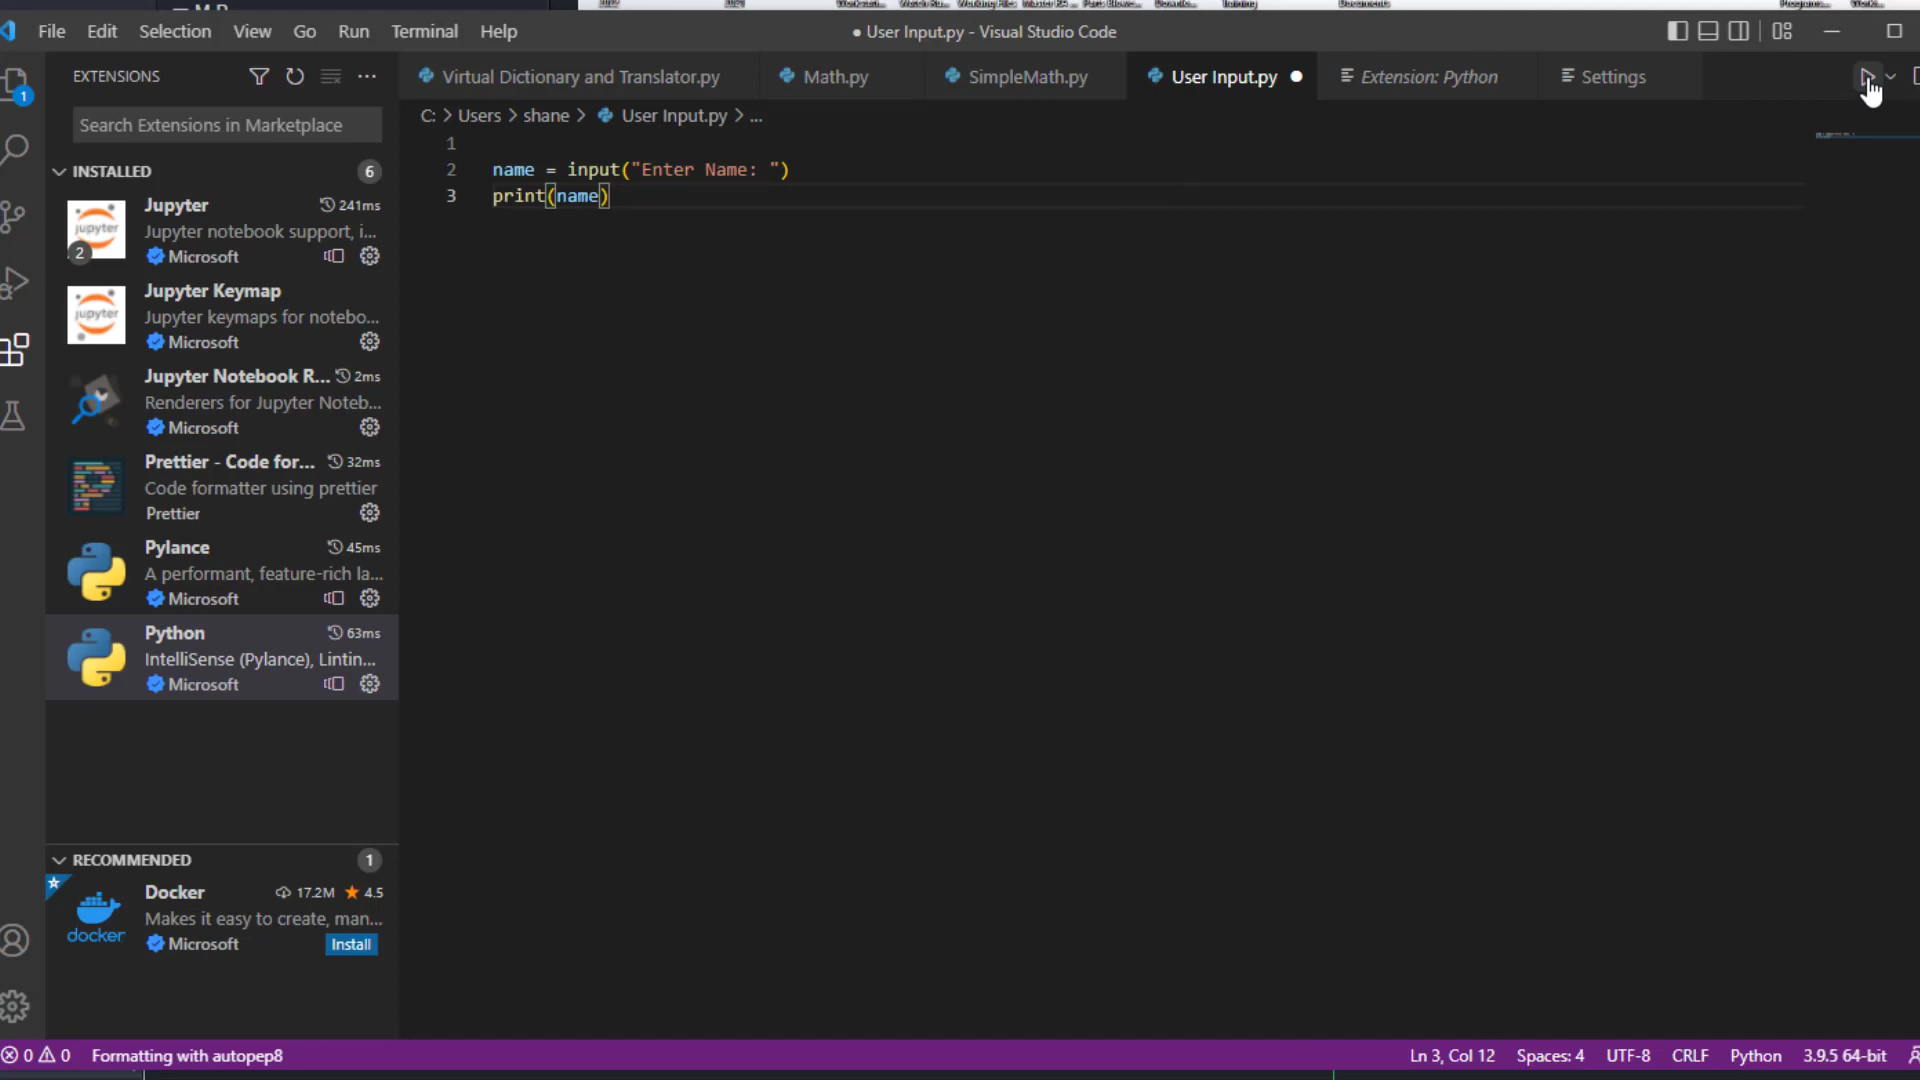 File Edit Selection View Go Run Terminal Help
● User Input.py - Visual Studio Code
EXTENSIONS
Virtual Dictionary and Translator.py
Math.py
SimpleMath.py
User Input.py
Extension: Python
Settings
1
Search Extensions in Marketplace
C: > Users > shane > User Input.py > ...
1
2 name = input("Enter Name: ")
3 print(name)
INSTALLED 6
Jupyter 241ms
Jupyter notebook support, i...
Microsoft
jupyter
2
Jupyter Keymap
Jupyter keymaps for notebo...
Microsoft
jupyter
Jupyter Notebook R... 2ms
Renderers for Jupyter Noteb...
Microsoft
Prettier - Code for... 32ms
Code formatter using prettier
Prettier
Pylance 45ms
A performant, feature-rich la...
Microsoft
Python 63ms
IntelliSense (Pylance), Lintin...
Microsoft
RECOMMENDED 1
Docker 17.2M 4.5
Makes it easy to create, man...
Microsoft Install
docker
0 0 Formatting with autopep8
Ln 3, Col 12 Spaces: 4 UTF-8 CRLF Python 3.9.5 64-bit